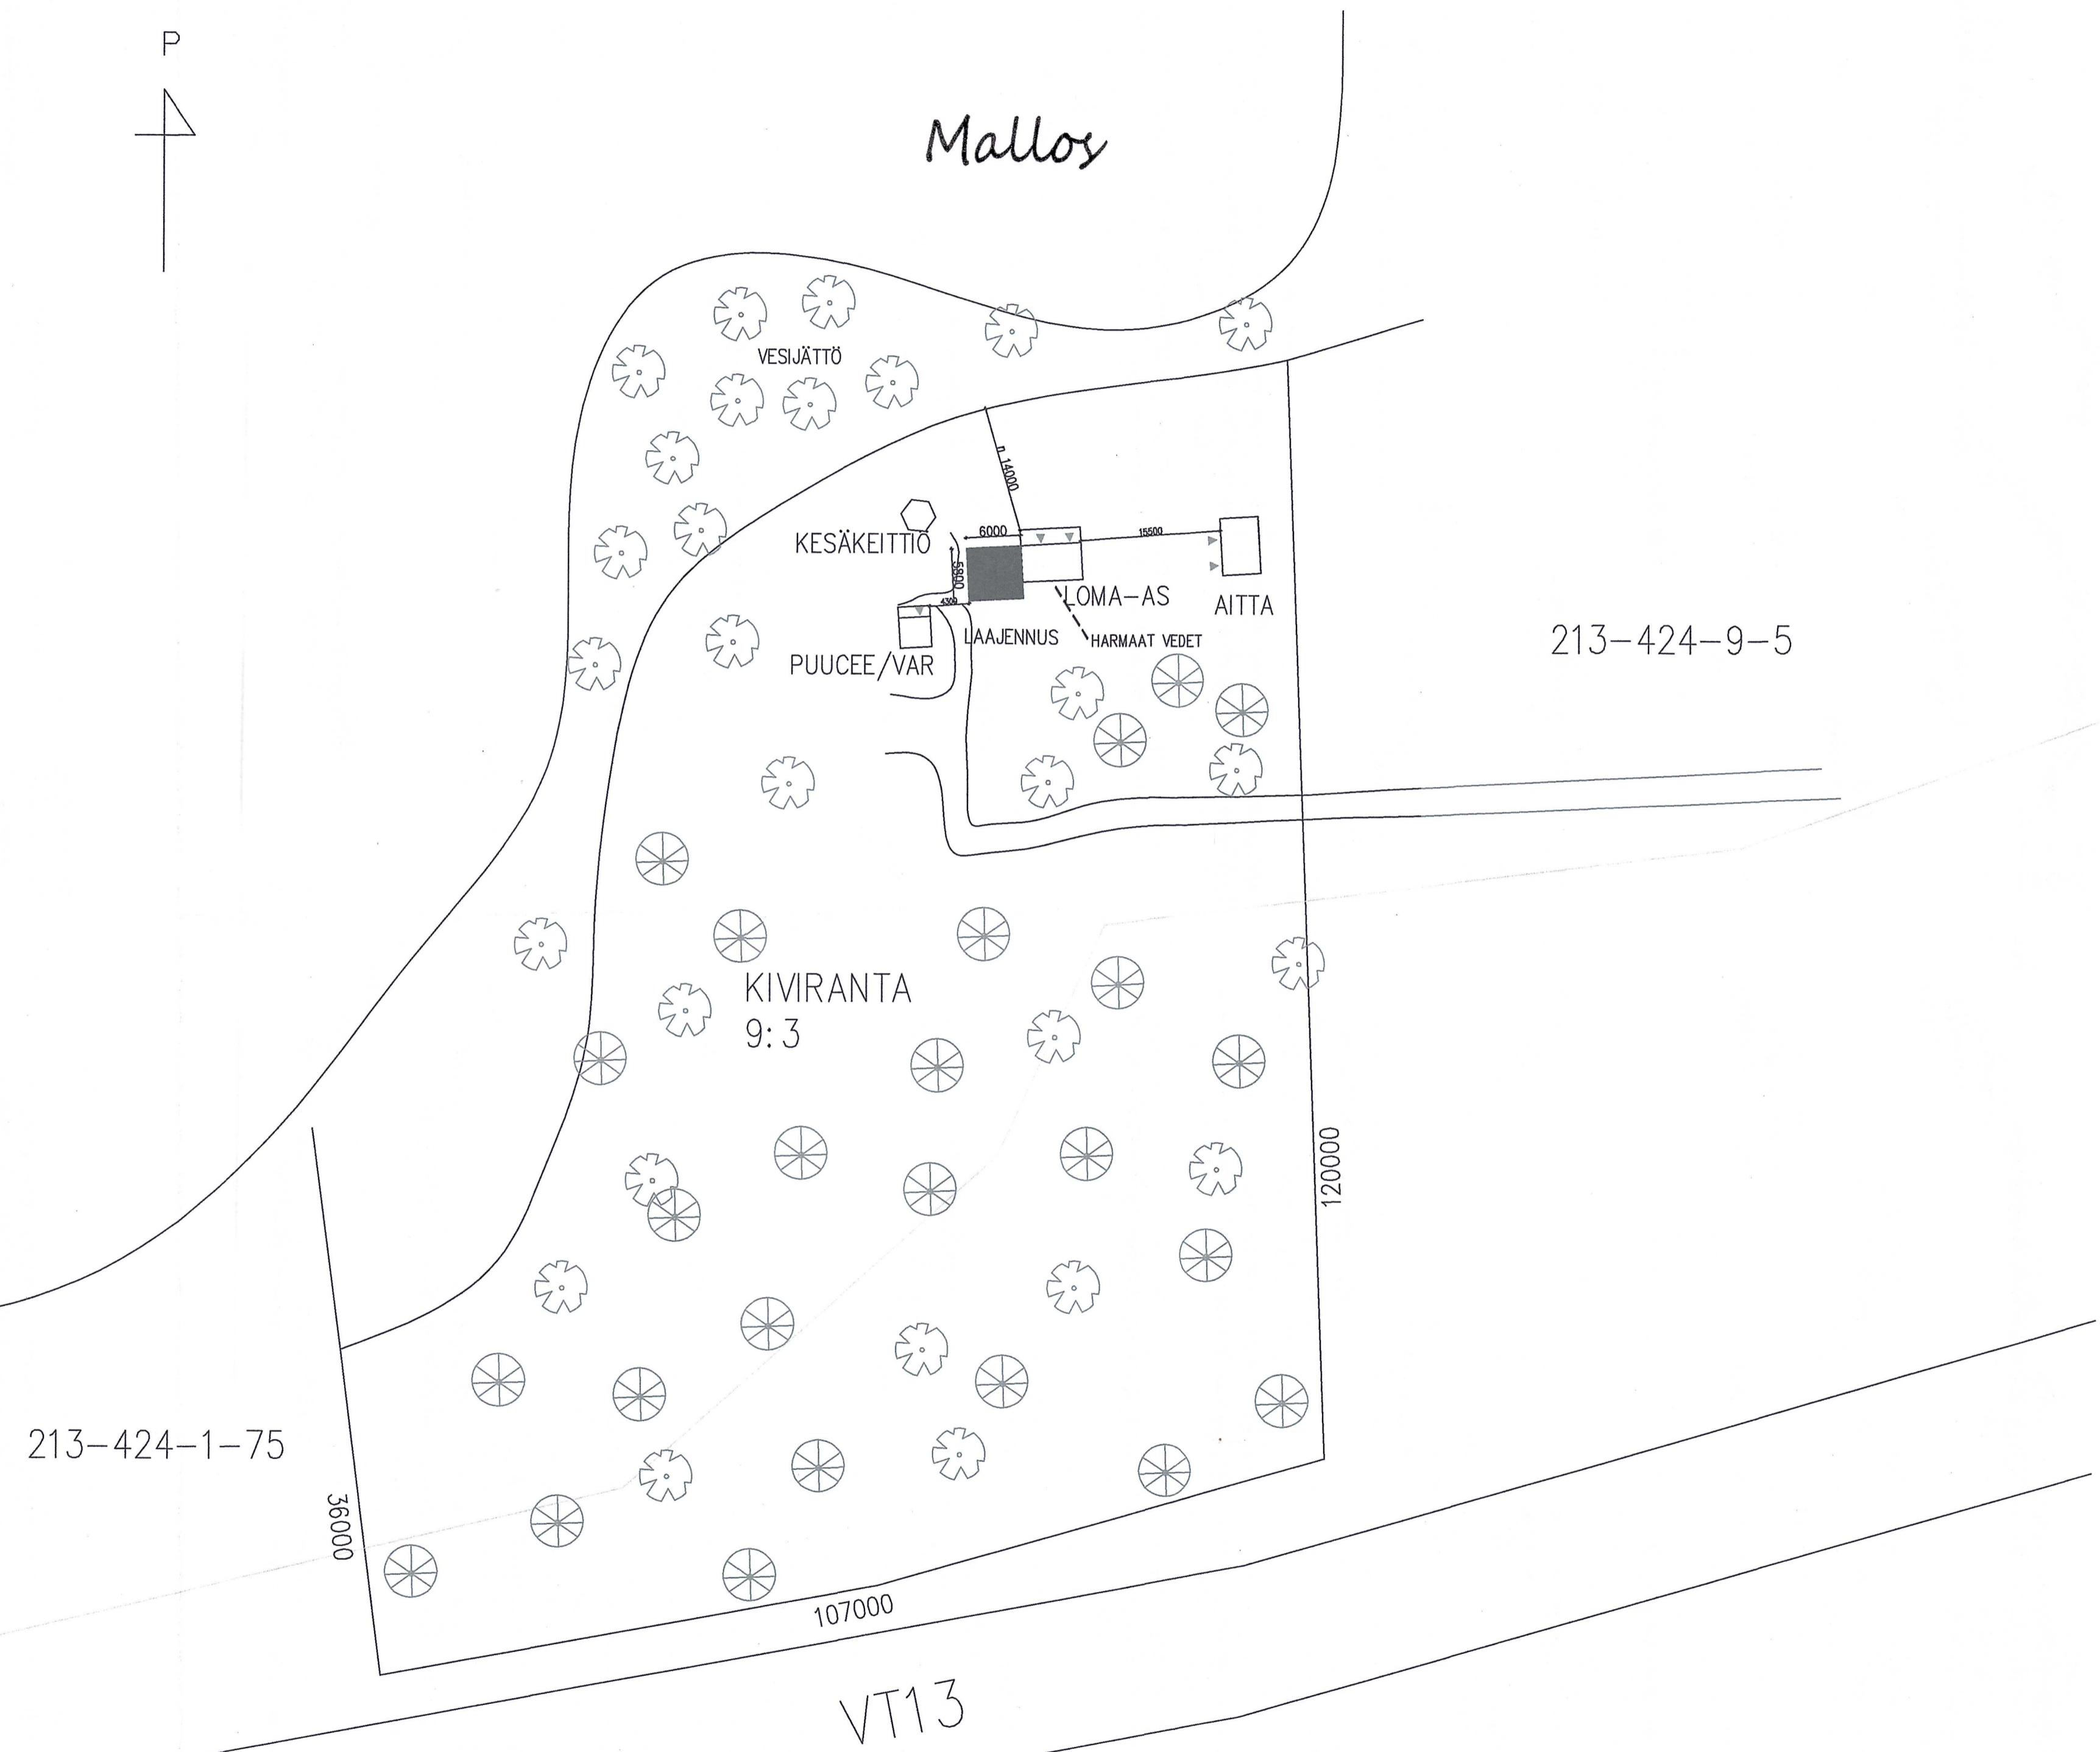 P
Mallos
VESIJÄTTÖ
n 14000
KESÄKEITTIÖ
6000
15500
5800
4300
LOMA-AS
AITTA
LAAJENNUS
HARMAAT VEDET
PUUCEE/VAR
213-424-9-5
KIVIRANTA
9:3
120000
213-424-1-75
36000
107000
VT13